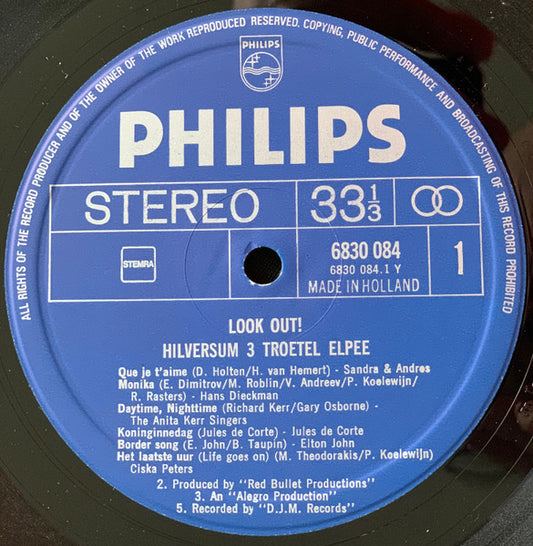 ALL RIGHTS OF THE RECORD PRODUCER AND OF THE OWNER OF THE WORK REPRODUCED RESERVED. COPYING, PUBLIC PERFORMANCE AND BROADCASTING OF THIS RECORD PROHIBITED
PHILIPS
PHILIPS
STEREO 33 1/3
STEMRA
6830 084
6830 084.1 Y
MADE IN HOLLAND
1
LOOK OUT!
HILVERSUM 3 TROETEL ELPEE
Que je t'aime (D. Holten/H. van Hemert) - Sandra & Andres
Monika (E. Dimitrov/M. Roblin/V. Andreev/P. Koelewijn/
R. Rasters) - Hans Dieckman
Daytime, Nighttime (Richard Kerr/Gary Osborne) -
The Anita Kerr Singers
Koninginnedag (Jules de Corte) - Jules de Corte
Border song (E. John/B. Taupin) - Elton John
Het laatste uur (Life goes on) (M. Theodorakis/P. Koelewijn)
Ciska Peters
2. Produced by "Red Bullet Productions"
3. An "Alegro Production"
5. Recorded by "D.J.M. Records"